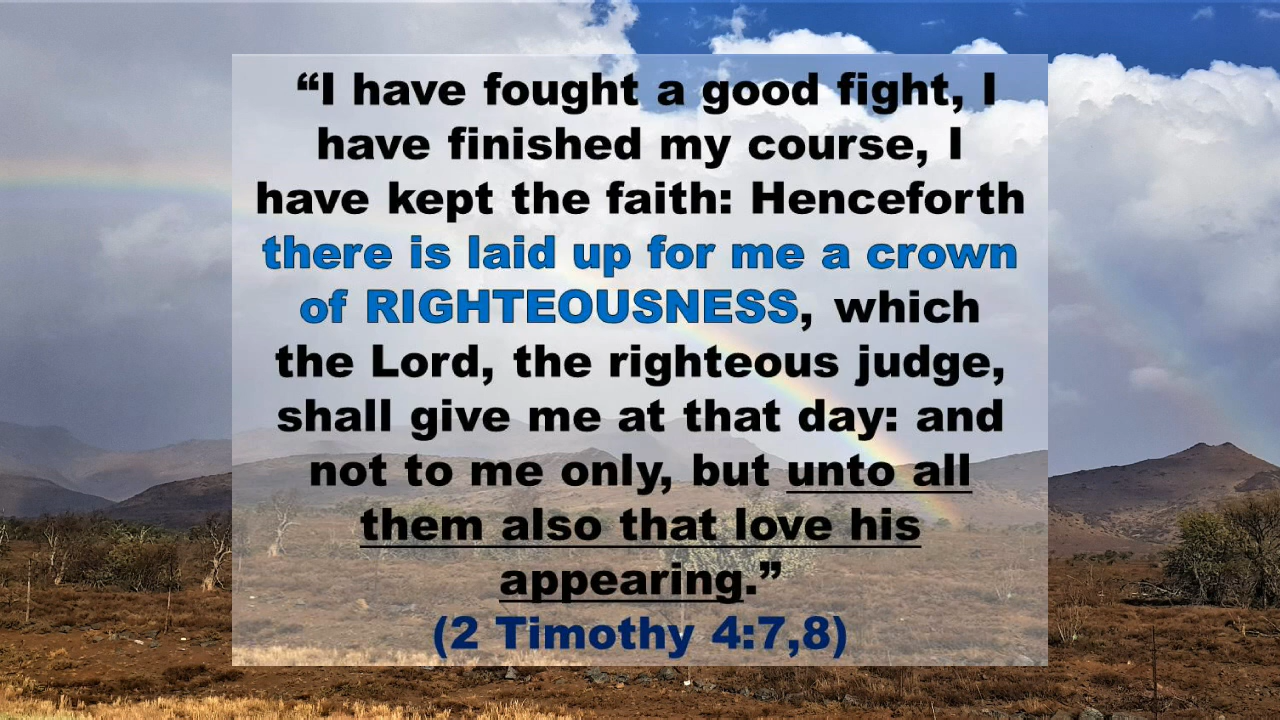 “I have fought a good fight, I
have finished my course, I
have kept the faith: Henceforth
there is laid up for me a crown
of RIGHTEOUSNESS, which
the Lord, the righteous judge,
shall give me at that day: and
not to me only, but unto all
them also that love his
appearing.”
(2 Timothy 4:7,8)